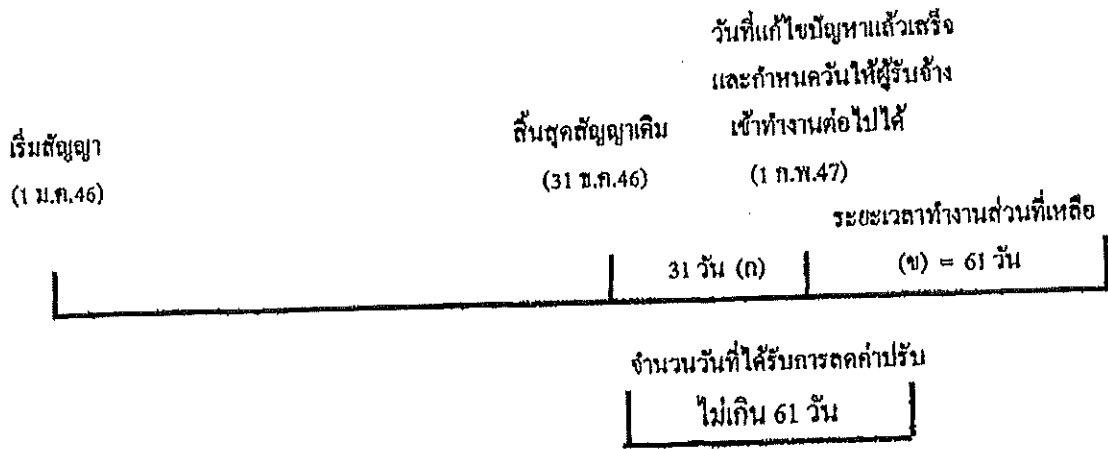 วันที่แก้ไขปัญหาแล้วเสร็จ
และกำหนดวันให้ผู้รับจ้าง
เข้าทำงานต่อไปได้
(1 ก.พ.47)
เริ่มสัญญา
(1 ม.ค.46)
สิ้นสุดสัญญาเดิม
(31 ธ.ค.46)
ระยะเวลาทำงานส่วนที่เหลือ
31 วัน (ก)
(ข) = 61 วัน
จำนวนวันที่ได้รับการลดค่าปรับ
ไม่เกิน 61 วัน